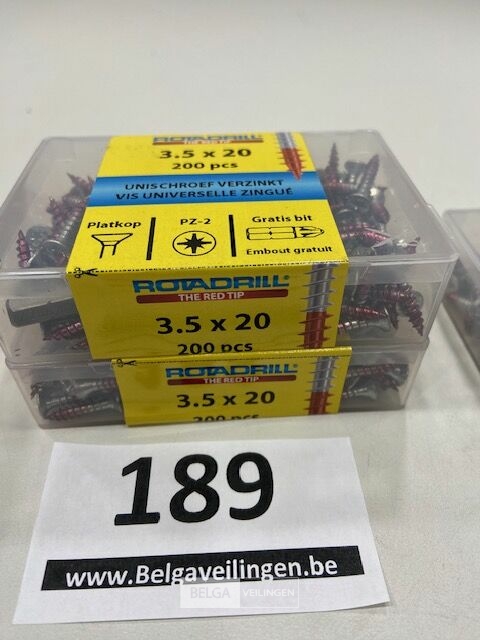 ROTADRILL
3.5 x 20
200 pcs
UNISCHROEF VERZINKT
VIS UNIVERSELLE ZINGUÉ
Platkop
PZ-2
Gratis bit
Embout gratuit
ROTADRILL®
THE RED TIP
3.5 x 20
200 pcs
ROTADRILL®
THE RED TIP
3.5 x 20
200 pcs
189
www.Belgaveilingen.be
BELGA VEILINGEN